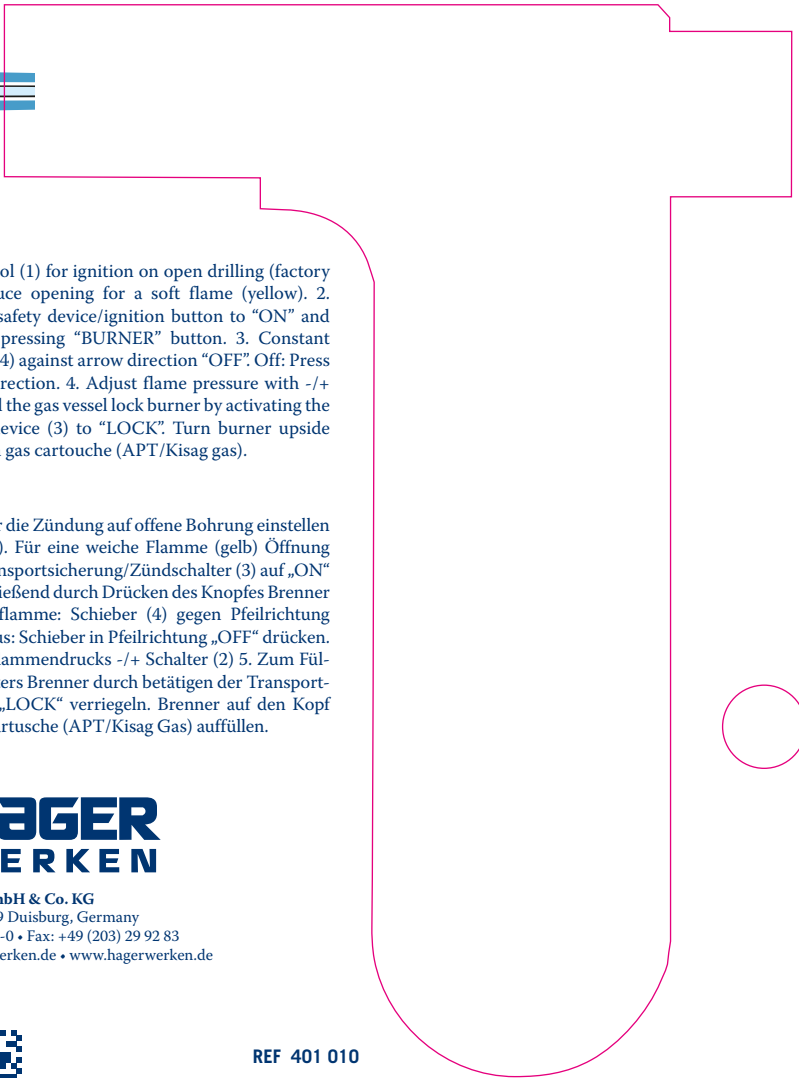 (1) for ignition on open drilling (factory
opening for a soft flame (yellow). 2.
safety device/ignition button to “ON” and
pressing “BURNER” button. 3. Constant
4) against arrow direction “OFF”. Off: Press
4. Adjust flame pressure with -/+
the gas vessel lock burner by activating the
(3) to “LOCK”. Turn burner upside
gas cartouche (APT/Kisag gas).
die Zündung auf offene Bohrung einstellen
). Für eine weiche Flamme (gelb) Öffnung
nsportsicherung/Zündschalter (3) auf „ON“
ießend durch Drücken des Knopfes Brenner
flamme: Schieber (4) gegen Pfeilrichtung
us: Schieber in Pfeilrichtung „OFF“ drücken.
ammendrucks -/+ Schalter (2) 5. Zum Fül-
ters Brenner durch betätigen der Transport-
„LOCK“ verriegeln. Brenner auf den Kopf
rtusche (APT/Kisag Gas) auffüllen.
AGER
ERKEN
bH & Co. KG
9 Duisburg, Germany
-0 • Fax: +49 (203) 29 92 83
erken.de • www.hagerwerken.de
REF 401 010